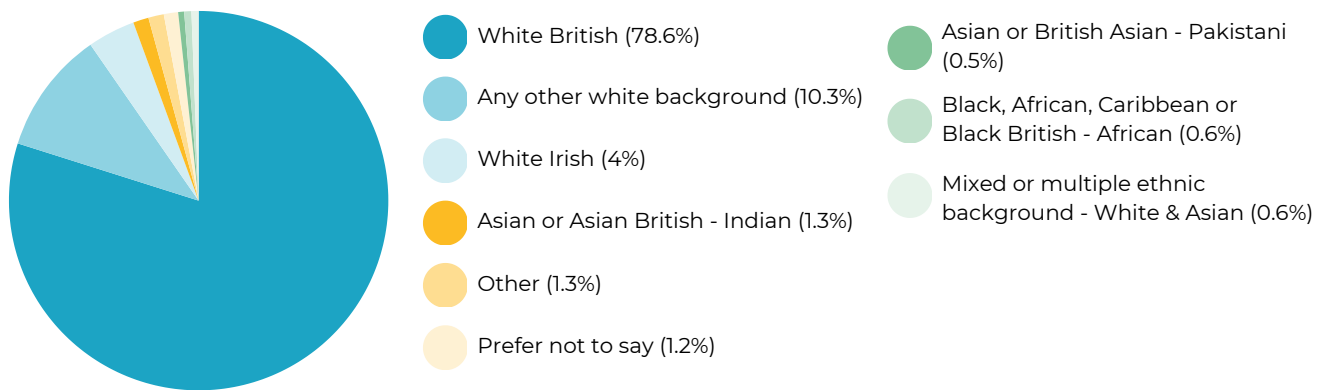 White British (78.6%)
Any other white background (10.3%)
White Irish (4%)
Asian or Asian British - Indian (1.3%)
Other (1.3%)
Prefer not to say (1.2%)
Asian or British Asian - Pakistani
(0.5%)
Black, African, Caribbean or
Black British - African (0.6%)
Mixed or multiple ethnic
background - White & Asian (0.6%)